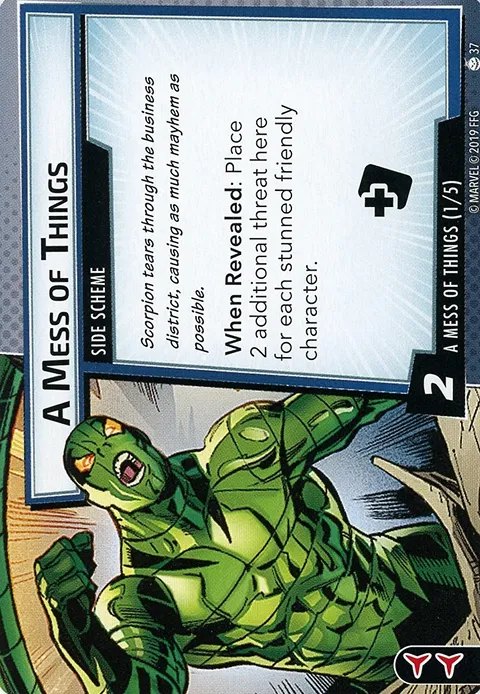 A MESS OF THINGS
SIDE SCHEME
Scorpion tears through the business
district, causing as much mayhem as
possible.
When Revealed: Place
2 additional threat here
for each stunned friendly
character.
2
A MESS OF THINGS (1/5)
© MARVEL © 2019 FFG
37